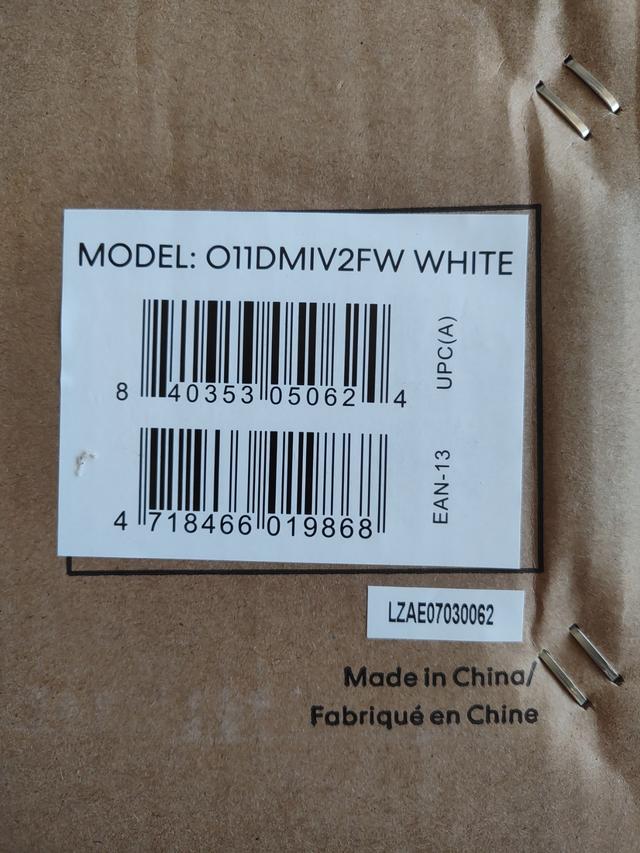 MODEL: O11DMIV2FW WHITE
8 40353 05062 4
UPC(A)
4 718466 019868
EAN-13
LZAE07030062
Made in China/
Fabriqué en Chine